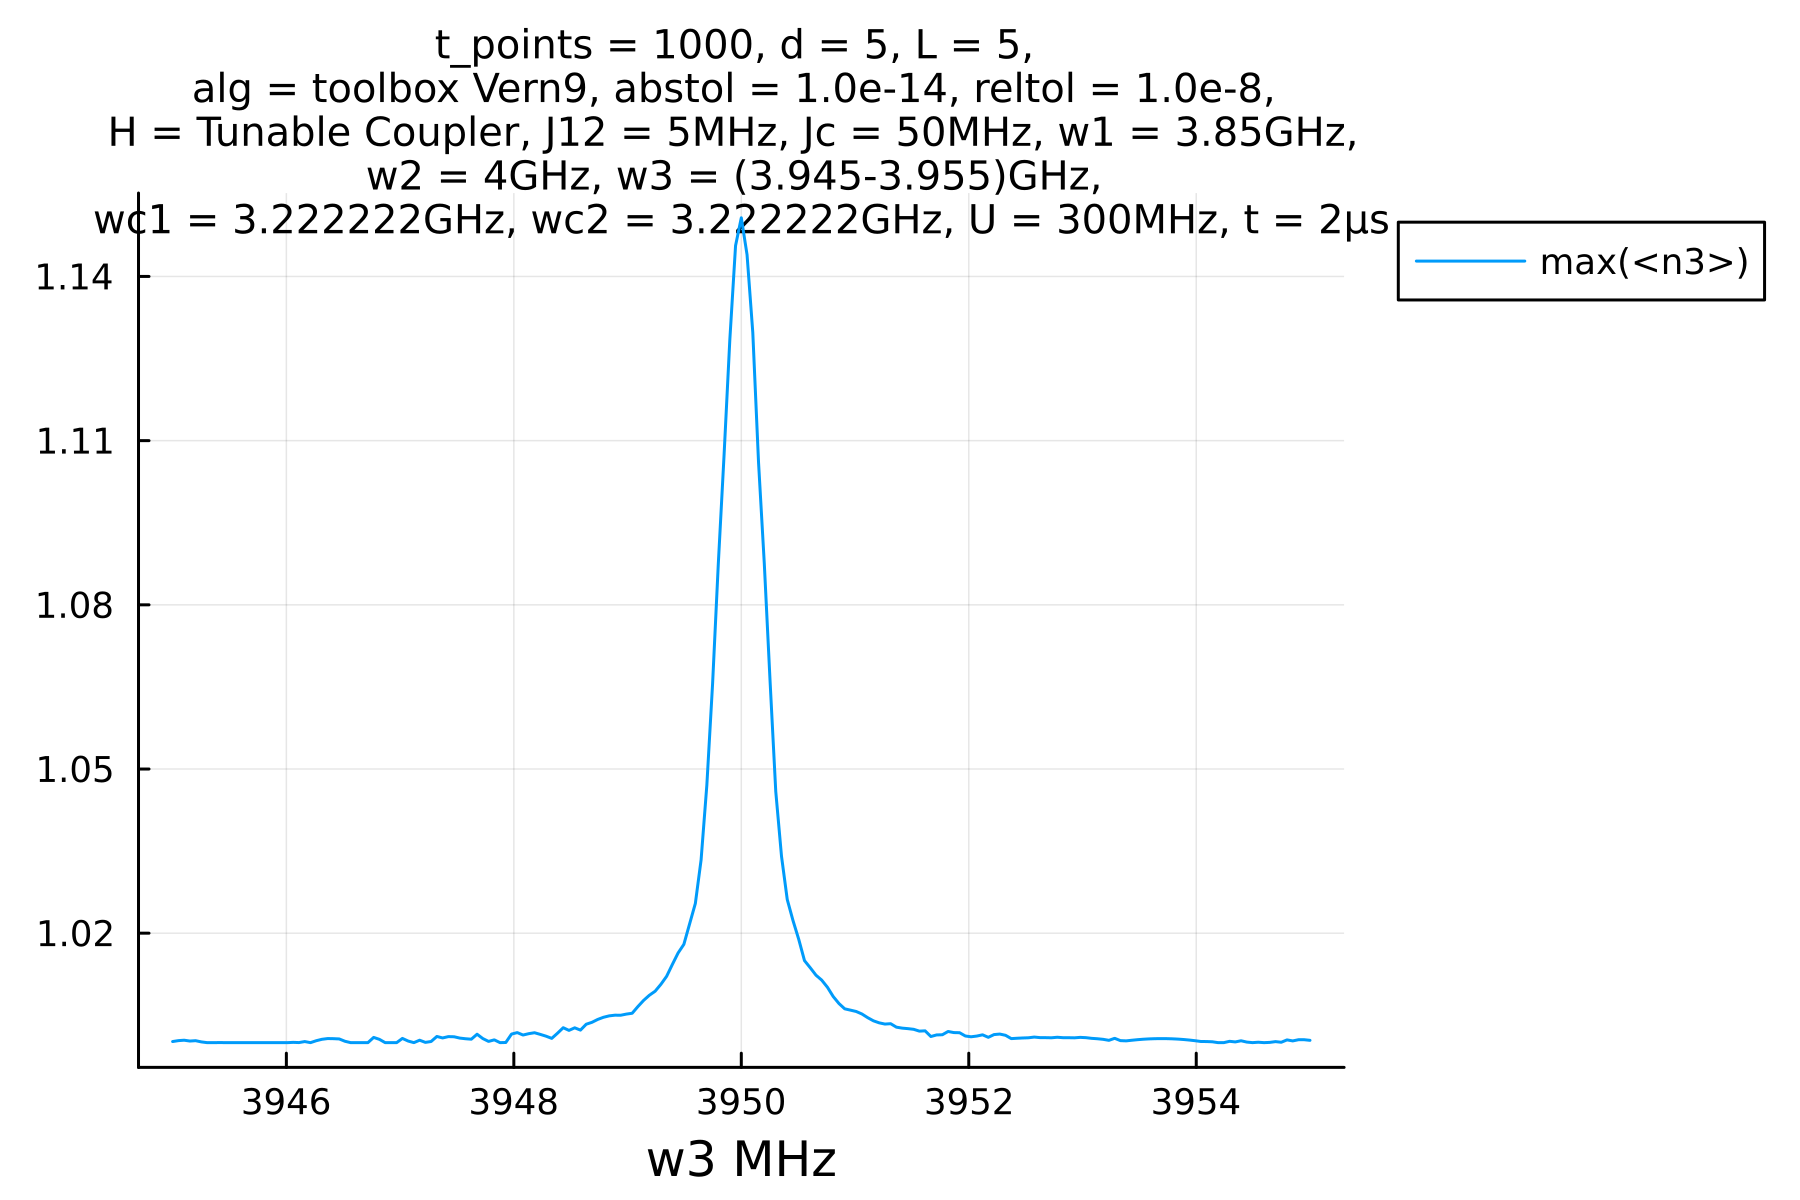 t_points = 1000, d = 5, L = 5,
alg = toolbox Vern9, abstol = 1.0e-14, reltol = 1.0e-8,
H = Tunable Coupler, J12 = 5MHz, Jc = 50MHz, w1 = 3.85GHz,
w2 = 4GHz, w3 = (3.945-3.955)GHz,
wc1 = 3.222222GHz, wc2 = 3.222222GHz, U = 300MHz, t = 2μs
max(<n3>)
1.14
1.11
1.08
1.05
1.02
3946 3948 3950 3952 3954
w3 MHz